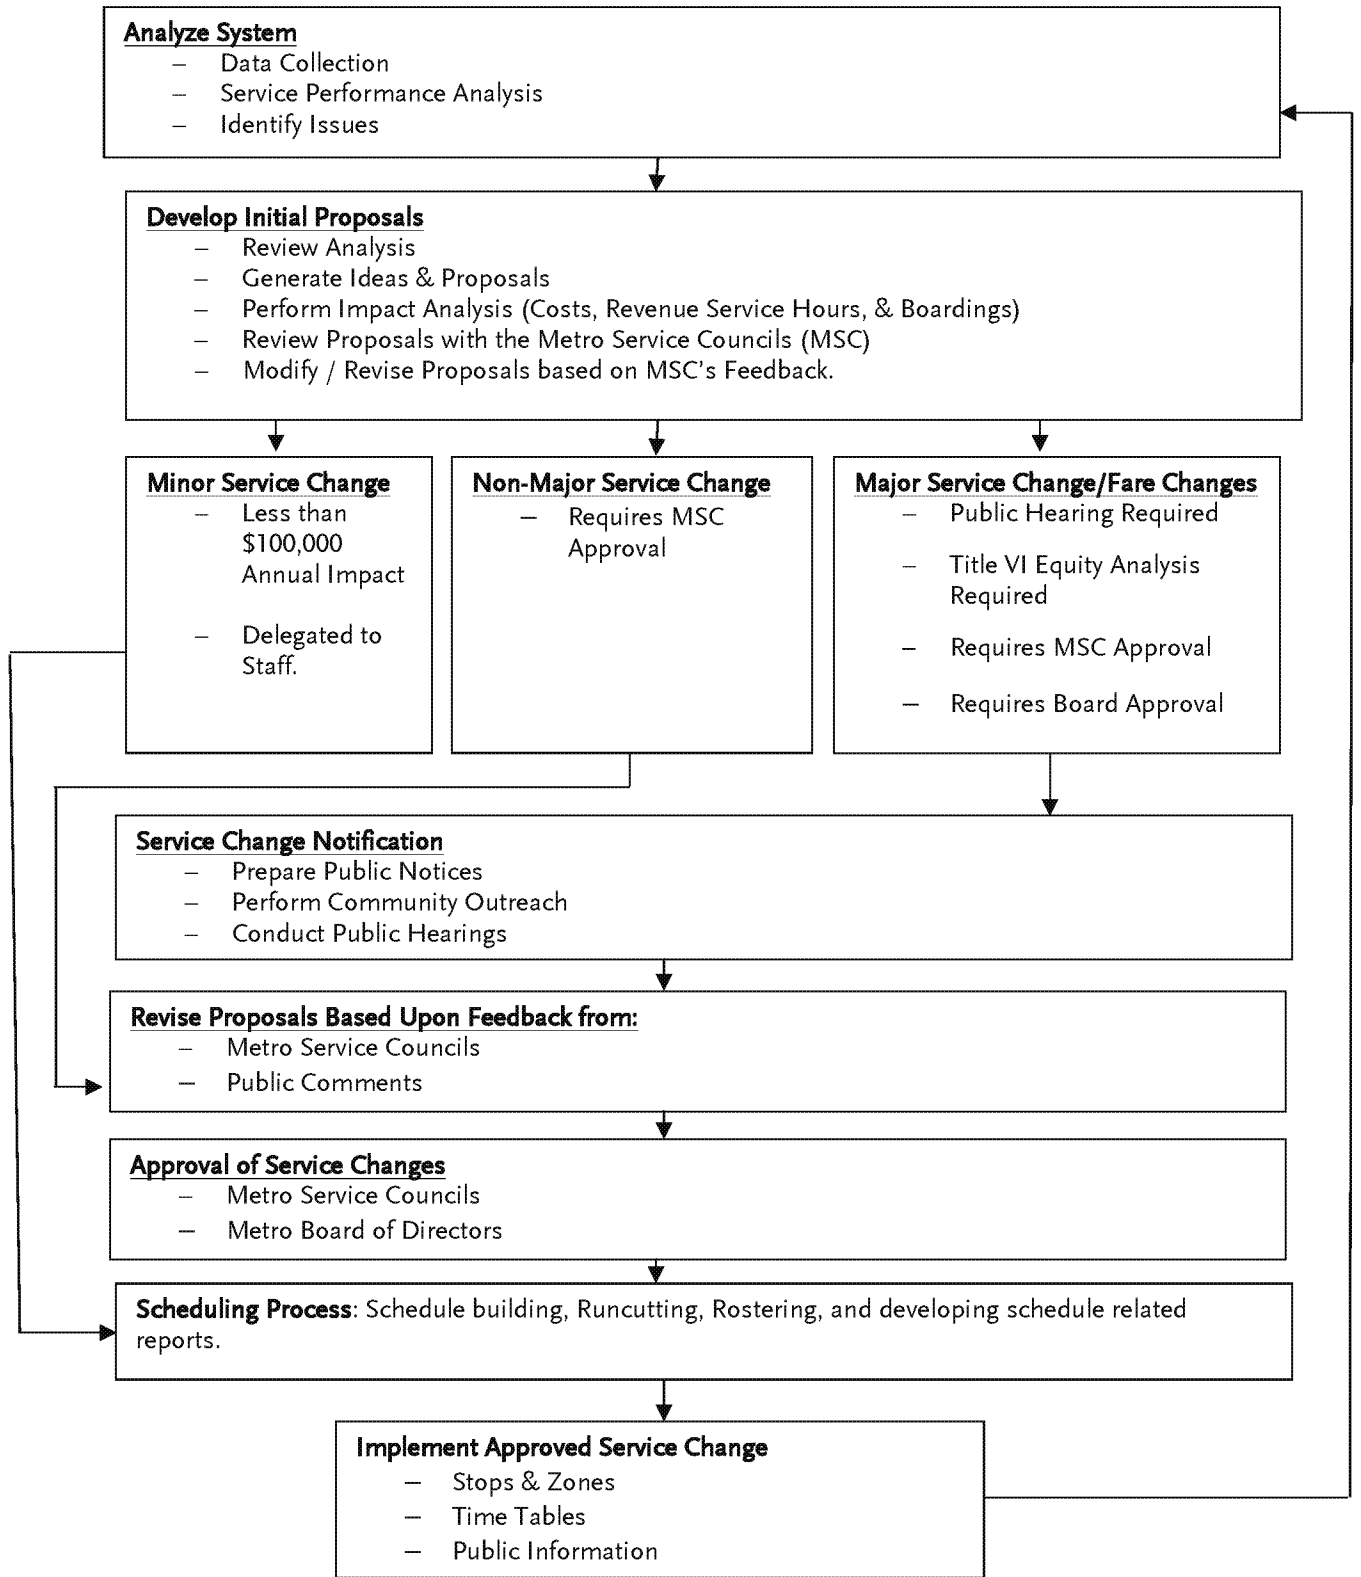 Analyze System
– Data Collection
– Service Performance Analysis
– Identify Issues
Develop Initial Proposals
– Review Analysis
– Generate Ideas & Proposals
– Perform Impact Analysis (Costs, Revenue Service Hours, & Boardings)
– Review Proposals with the Metro Service Councils (MSC)
– Modify / Revise Proposals based on MSC's Feedback.
Minor Service Change
– Less than
$100,000
Annual Impact
– Delegated to
Staff.
Non-Major Service Change
– Requires MSC
Approval
Major Service Change/Fare Changes
– Public Hearing Required
– Title VI Equity Analysis
Required
– Requires MSC Approval
– Requires Board Approval
Service Change Notification
– Prepare Public Notices
– Perform Community Outreach
– Conduct Public Hearings
Revise Proposals Based Upon Feedback from:
– Metro Service Councils
– Public Comments
Approval of Service Changes
– Metro Service Councils
– Metro Board of Directors
Scheduling Process: Schedule building, Runcutting, Rostering, and developing schedule related
reports.
Implement Approved Service Change
– Stops & Zones
– Time Tables
– Public Information